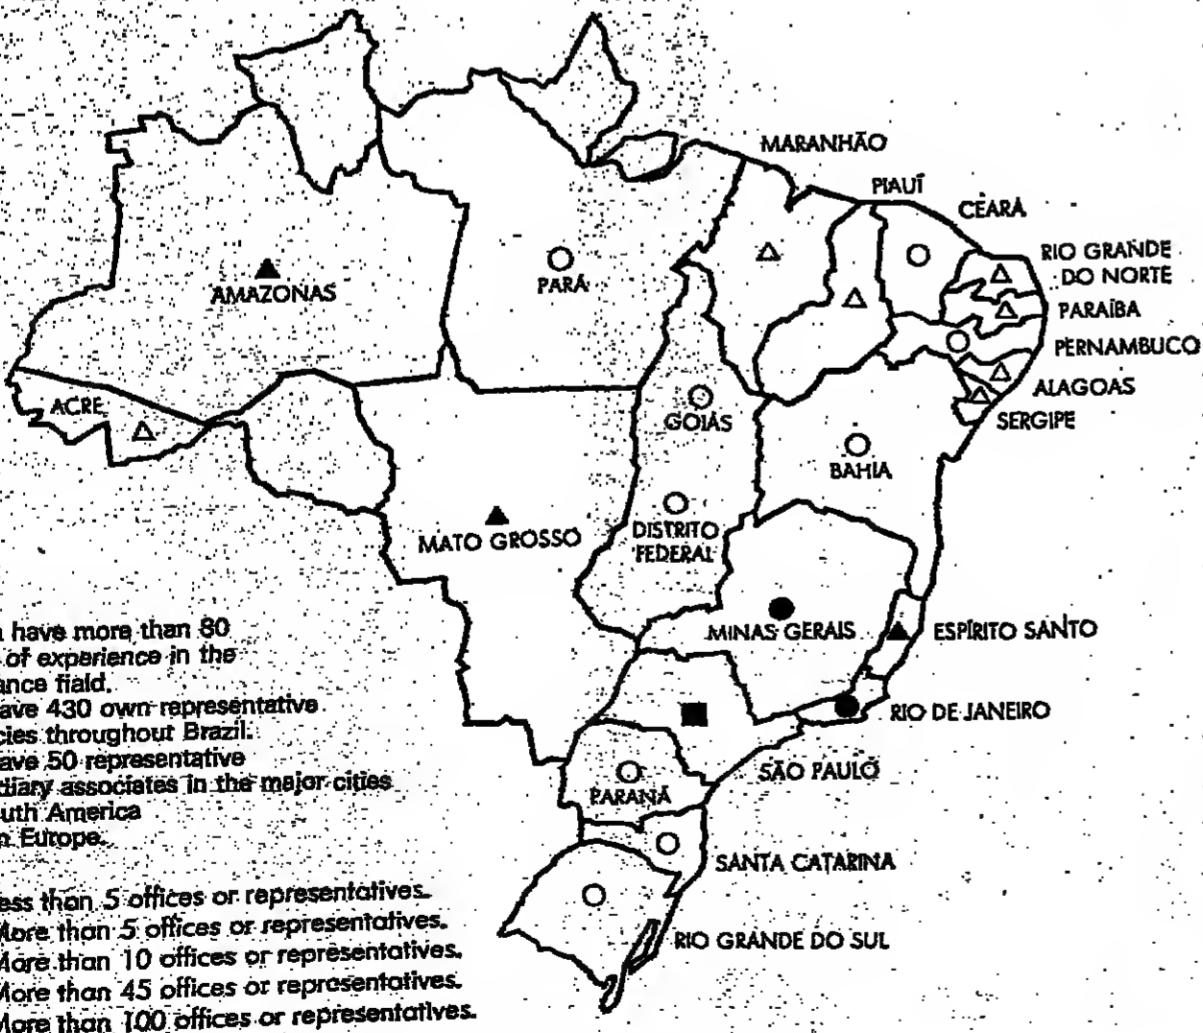 MARANHÃO
PIAUÍ
CEARÁ
RIO GRANDE
DO NORTE
PARÁ
AMAZONAS
PARAÍBA
PERNAMBUCO
ALAGOAS
ACRE
GOIÁS
SERGIPE
BAHIA
MATO GROSSO
DISTRITO
FEDERAL
MINAS GERAIS
ESPÍRITO SANTO
RIO DE JANEIRO
SÃO PAULO
PARANÁ
SANTA CATARINA
RIO GRANDE DO SUL
have more than 80
of experience in the
ance field.
ave 430 own representative
cies throughout Brazil.
ave 50 representative
diary associates in the major cities
uth America
n Europe.
ess than 5 offices or representatives.
More than 5 offices or representatives.
More than 10 offices or representatives.
More than 45 offices or representatives.
More than 100 offices or representatives.